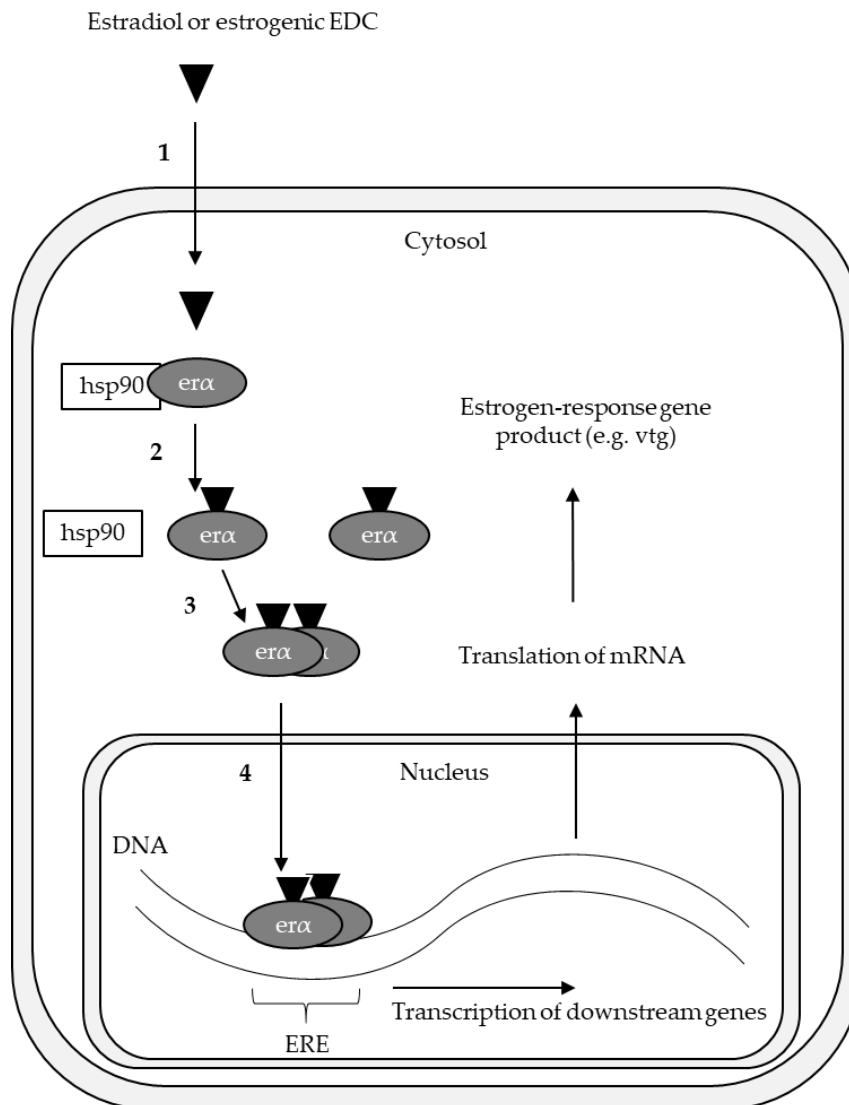 Estradiol or estrogenic EDC
1
Cytosol
hsp90
erα
2
Estrogen-response gene
product (e.g. vtg)
hsp90
erα
erα
3
erα
α
Translation of mRNA
4
Nucleus
DNA
erα
ERE
Transcription of downstream genes